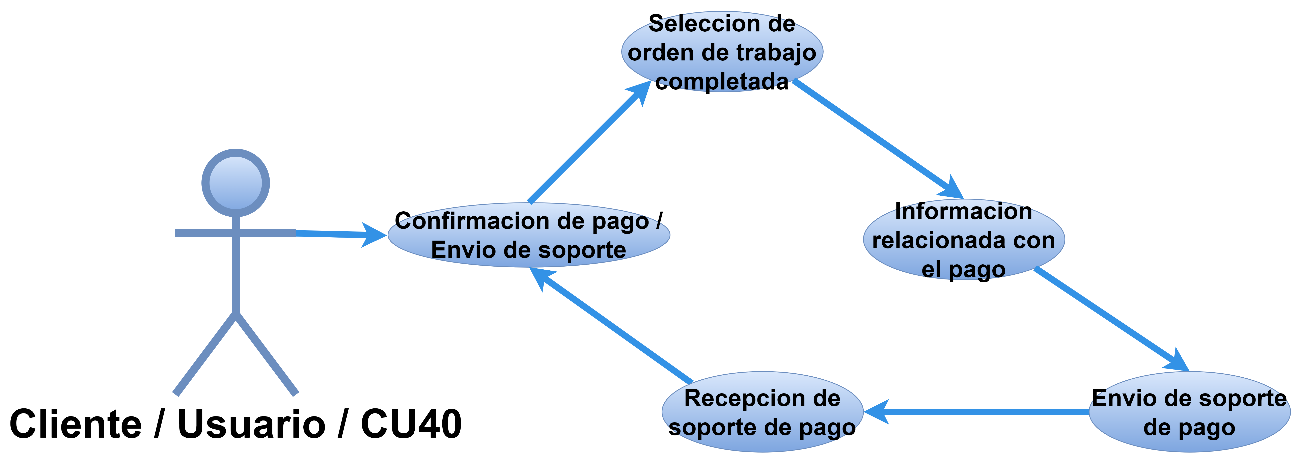 Seleccion de
orden de trabajo
completada
Confirmacion de pago /
Envio de soporte
Informacion
relacionada con
el pago
Recepcion de
soporte de pago
Envio de soporte
de pago
Cliente / Usuario / CU40